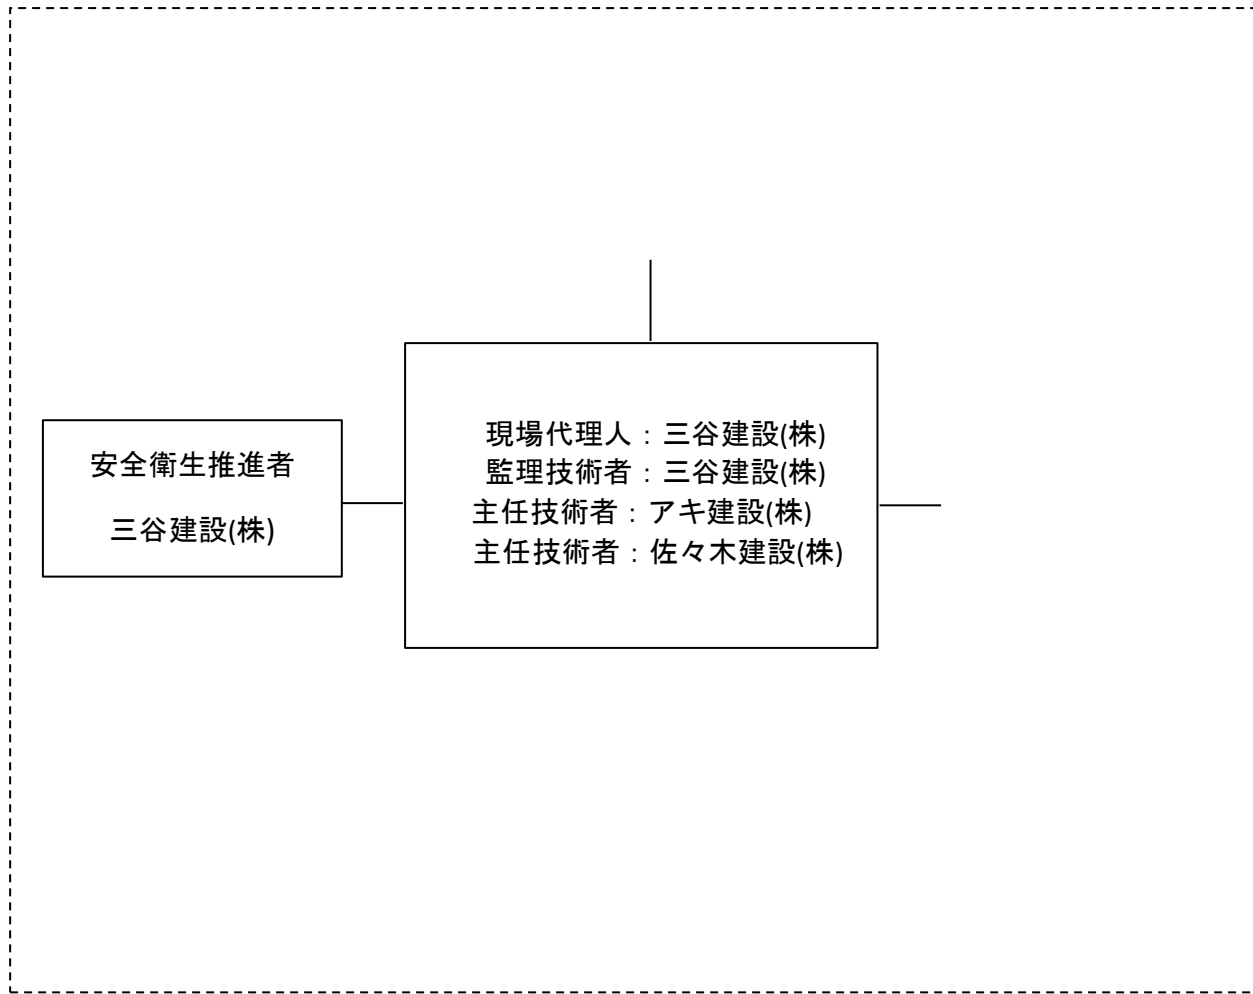 安全衛生推進者
三谷建設(株)
現場代理人：三谷建設(株)
監理技術者：三谷建設(株)
主任技術者：アキ建設(株)
主任技術者：佐々木建設(株)